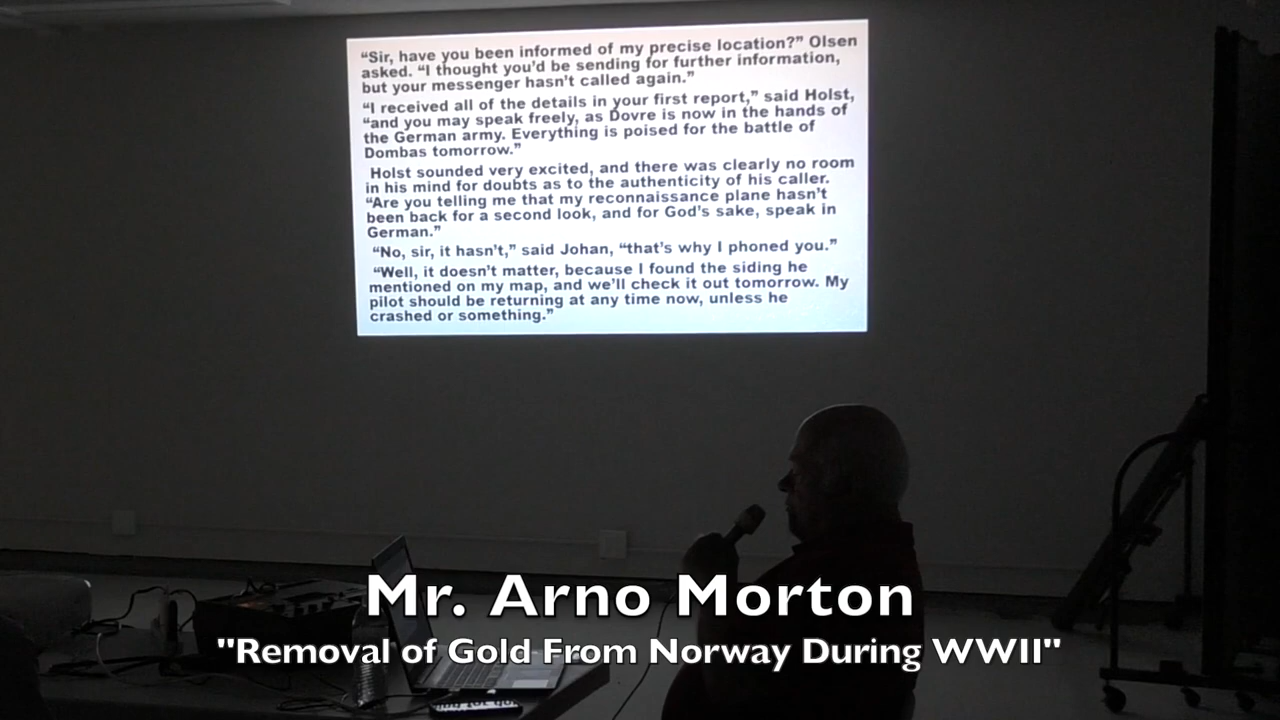 “Sir, have you been informed of my precise location?” Olsen
asked. “I thought you’d be sending for further information,
but your messenger hasn’t called again.”
“I received all of the details in your first report,” said Holst,
“and you may speak freely, as Dovre is now in the hands of
the German army. Everything is poised for the battle of
Dombas tomorrow.”
Holst sounded very excited, and there was clearly no room
in his mind for doubts as to the authenticity of his caller.
“Are you telling me that my reconnaissance plane hasn’t
been back for a second look, and for God’s sake, speak in
German.”
“No, sir, it hasn’t,” said Johan, “that’s why I phoned you.”
“Well, it doesn’t matter, because I found the siding he
mentioned on my map, and we’ll check it out tomorrow. My
pilot should be returning at any time now, unless he
crashed or something.”
Mr. Arno Morton
"Removal of Gold From Norway During WWII"